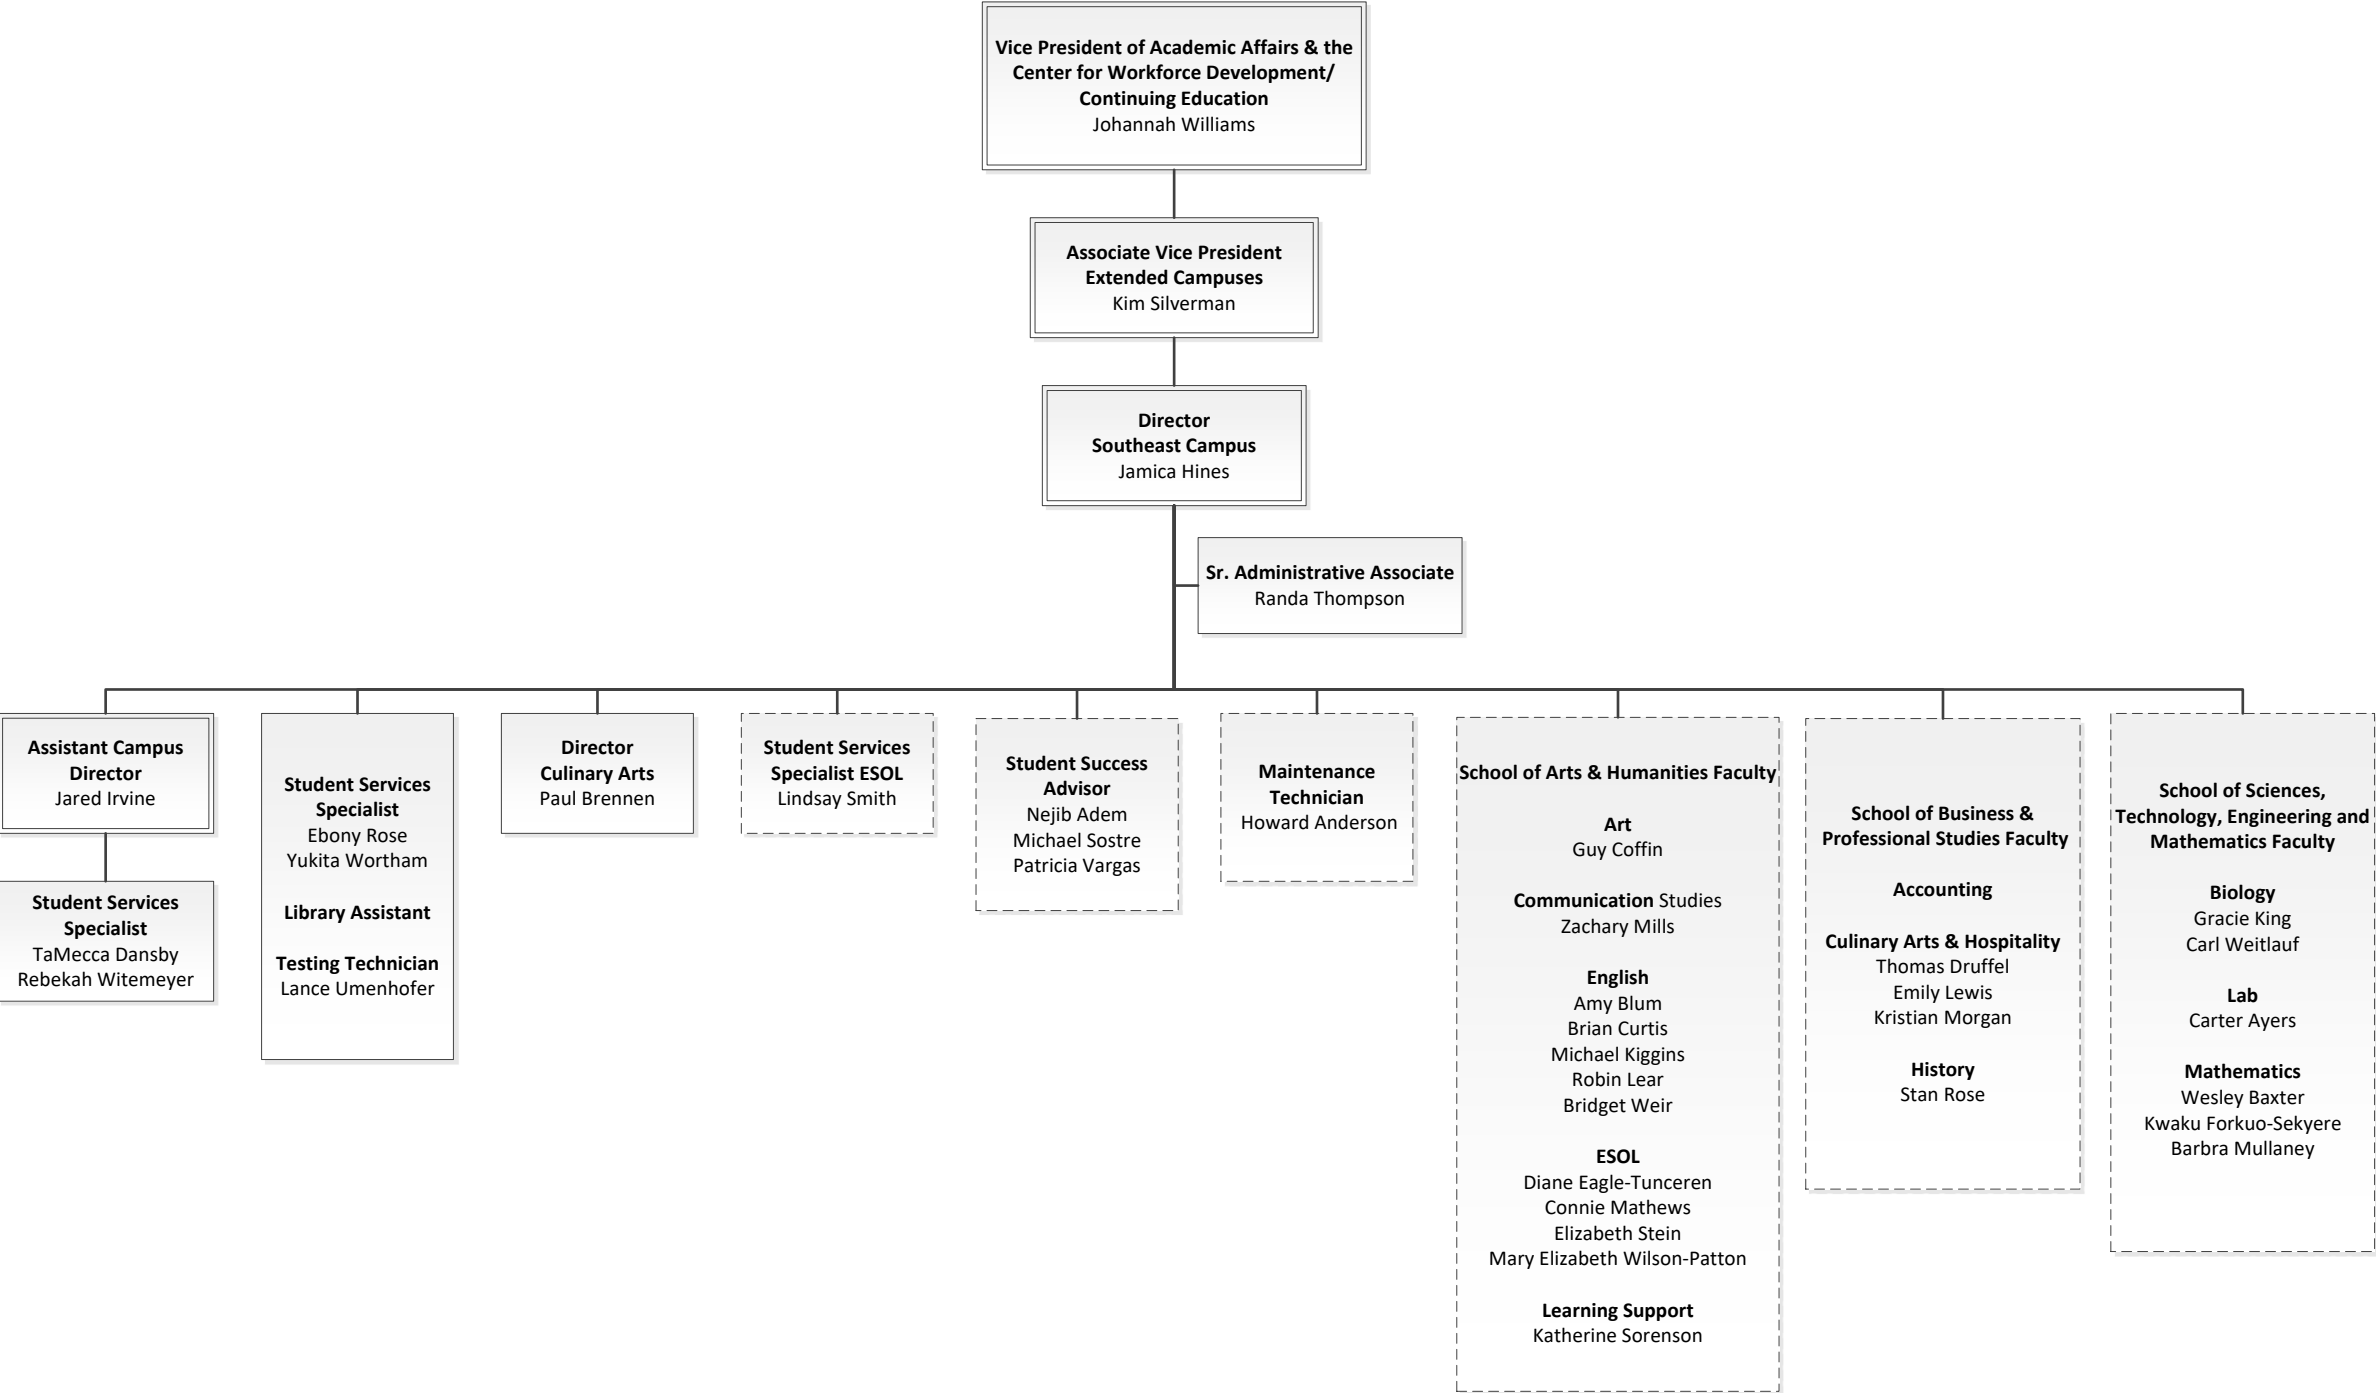 Vice President of Academic Affairs & the
Center for Workforce Development/
Continuing Education
Johannah Williams
Associate Vice President
Extended Campuses
Kim Silverman
Director
Southeast Campus
Jamica Hines
Sr. Administrative Associate
Randa Thompson
Assistant Campus
Director
Jared Irvine
Student Services
Specialist
TaMecca Dansby
Rebekah Witemeyer
Student Services
Specialist
Ebony Rose
Yukita Wortham
Library Assistant
Testing Technician
Lance Umenhofer
Director
Culinary Arts
Paul Brennen
Student Services
Specialist ESOL
Lindsay Smith
Student Success
Advisor
Nejib Adem
Michael Sostre
Patricia Vargas
Maintenance
Technician
Howard Anderson
School of Arts & Humanities Faculty
Art
Guy Coffin
Communication Studies
Zachary Mills
English
Amy Blum
Brian Curtis
Michael Kiggins
Robin Lear
Bridget Weir
ESOL
Diane Eagle-Tunceren
Connie Mathews
Elizabeth Stein
Mary Elizabeth Wilson-Patton
Learning Support
Katherine Sorenson
School of Business &
Professional Studies Faculty
Accounting
Culinary Arts & Hospitality
Thomas Druffel
Emily Lewis
Kristian Morgan
History
Stan Rose
School of Sciences,
Technology, Engineering and
Mathematics Faculty
Biology
Gracie King
Carl Weitlauf
Lab
Carter Ayers
Mathematics
Wesley Baxter
Kwaku Forkuo-Sekyere
Barbra Mullaney